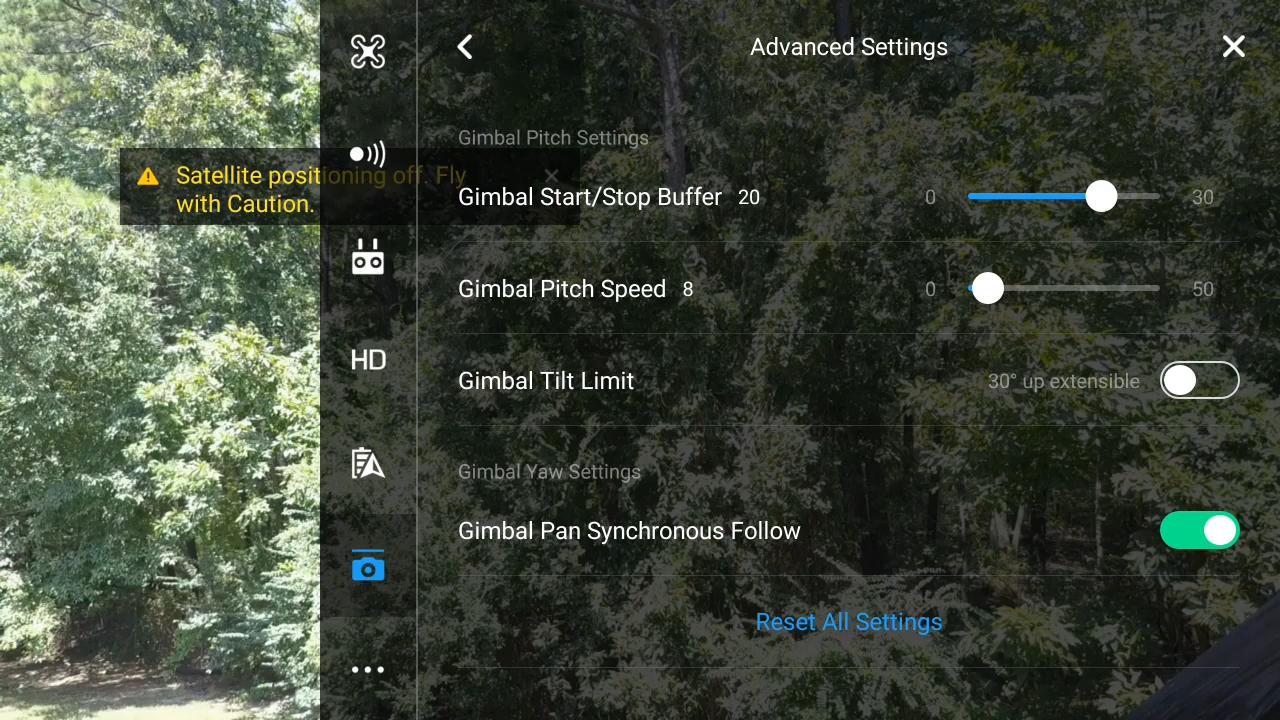 Advanced Settings
Gimbal Pitch Settings
Satellite positioning off. Fly
with Caution.
Gimbal Start/Stop Buffer 20 0 30
Gimbal Pitch Speed 8 0 50
HD
Gimbal Tilt Limit 30° up extensible
Gimbal Yaw Settings
Gimbal Pan Synchronous Follow
Reset All Settings